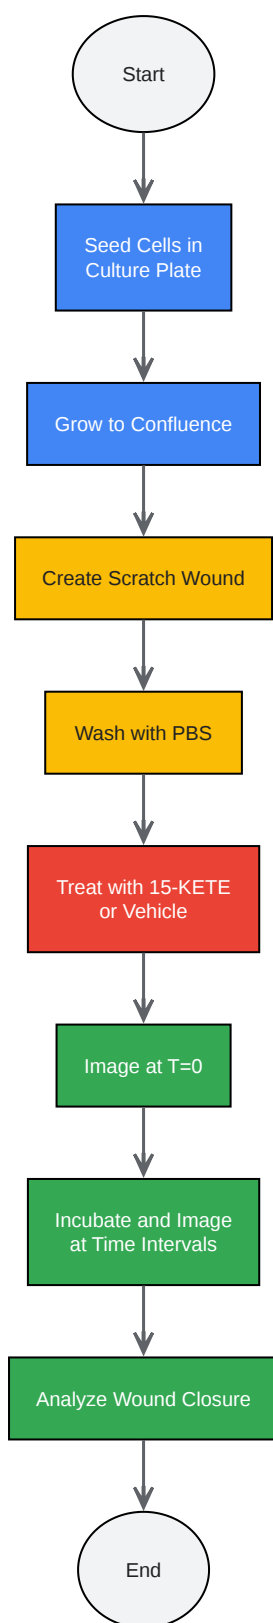 Start
Seed Cells in
Culture Plate
Grow to Confluence
Create Scratch Wound
Wash with PBS
Treat with 15-KETE
or Vehicle
Image at T=0
Incubate and Image
at Time Intervals
Analyze Wound Closure
End